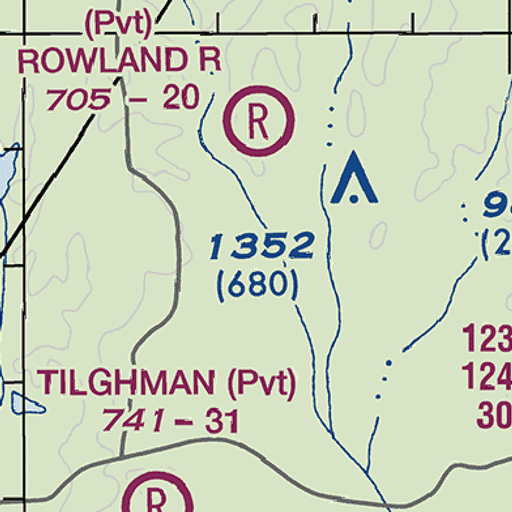 (Pvt)
ROWLAND R
705 - 20
R
1352
(680)
123
124
30
TILGHMAN (Pvt)
741 - 31
R